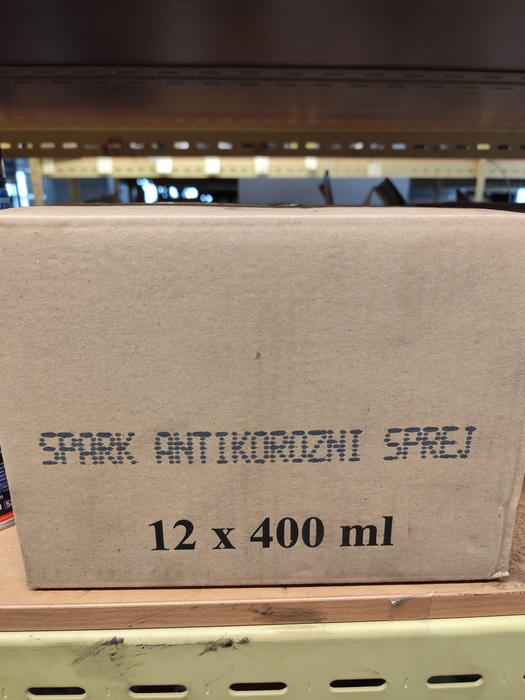 SPARK ANTIKOROZNI SPREJ
12 x 400 ml